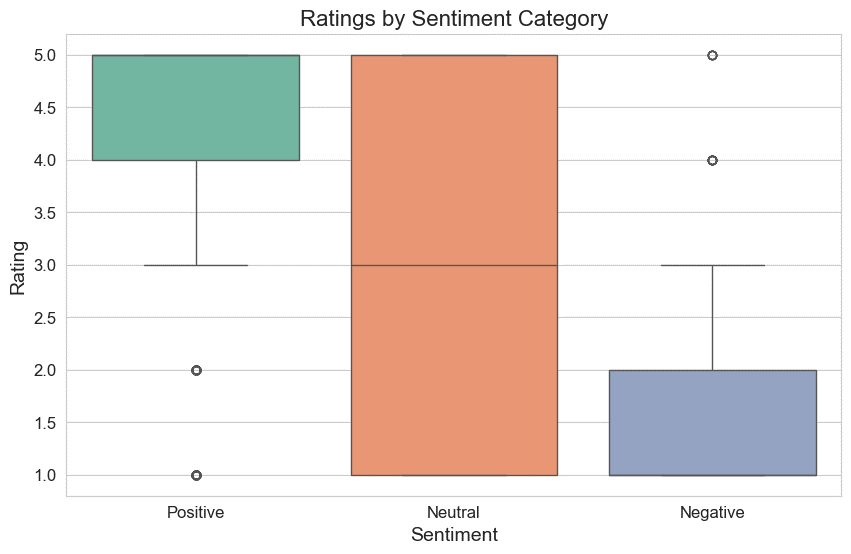 Ratings by Sentiment Category
5.0
4.5
4.0
3.5
3.0
2.5
2.0
1.5
1.0
Rating
Positive Neutral Negative
Sentiment